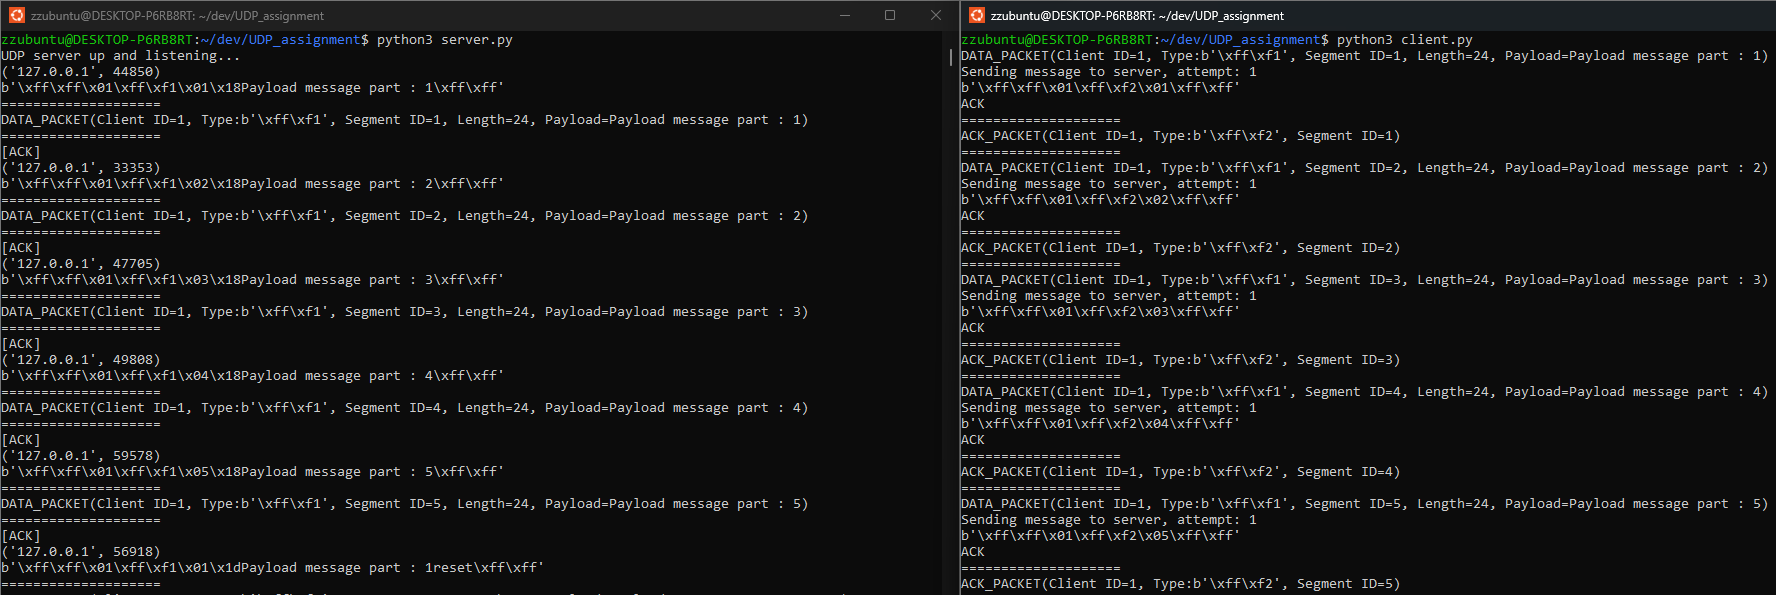 zzubuntu@DESKTOP-P6RB8RT: ~/dev/UDP_assignment
zzubuntu@DESKTOP-P6RB8RT:~/dev/UDP_assignment$ python3 server.py
UDP server up and listening...
('127.0.0.1', 44850)
b'\xff\xff\x01\xff\xf1\x01\x18Payload message part : 1\xff\xff'
====================
DATA_PACKET(Client ID=1, Type:b'\xff\xf1', Segment ID=1, Length=24, Payload=Payload message part : 1)
====================
[ACK]
('127.0.0.1', 33353)
b'\xff\xff\x01\xff\xf1\x02\x18Payload message part : 2\xff\xff'
====================
DATA_PACKET(Client ID=1, Type:b'\xff\xf1', Segment ID=2, Length=24, Payload=Payload message part : 2)
====================
[ACK]
('127.0.0.1', 47705)
b'\xff\xff\x01\xff\xf1\x03\x18Payload message part : 3\xff\xff'
====================
DATA_PACKET(Client ID=1, Type:b'\xff\xf1', Segment ID=3, Length=24, Payload=Payload message part : 3)
====================
[ACK]
('127.0.0.1', 49808)
b'\xff\xff\x01\xff\xf1\x04\x18Payload message part : 4\xff\xff'
====================
DATA_PACKET(Client ID=1, Type:b'\xff\xf1', Segment ID=4, Length=24, Payload=Payload message part : 4)
====================
[ACK]
('127.0.0.1', 59578)
b'\xff\xff\x01\xff\xf1\x05\x18Payload message part : 5\xff\xff'
====================
DATA_PACKET(Client ID=1, Type:b'\xff\xf1', Segment ID=5, Length=24, Payload=Payload message part : 5)
====================
[ACK]
('127.0.0.1', 56918)
b'\xff\xff\x01\xff\xf1\x01\x1dPayload message part : 1reset\xff\xff'
====================
zzubuntu@DESKTOP-P6RB8RT: ~/dev/UDP_assignment
zzubuntu@DESKTOP-P6RB8RT:~/dev/UDP_assignment$ python3 client.py
DATA_PACKET(Client ID=1, Type:b'\xff\xf1', Segment ID=1, Length=24, Payload=Payload message part : 1)
Sending message to server, attempt: 1
b'\xff\xff\x01\xff\xf2\x01\xff\xff'
ACK
====================
ACK_PACKET(Client ID=1, Type:b'\xff\xf2', Segment ID=1)
====================
DATA_PACKET(Client ID=1, Type:b'\xff\xf1', Segment ID=2, Length=24, Payload=Payload message part : 2)
Sending message to server, attempt: 1
b'\xff\xff\x01\xff\xf2\x02\xff\xff'
ACK
====================
ACK_PACKET(Client ID=1, Type:b'\xff\xf2', Segment ID=2)
====================
DATA_PACKET(Client ID=1, Type:b'\xff\xf1', Segment ID=3, Length=24, Payload=Payload message part : 3)
Sending message to server, attempt: 1
b'\xff\xff\x01\xff\xf2\x03\xff\xff'
ACK
====================
ACK_PACKET(Client ID=1, Type:b'\xff\xf2', Segment ID=3)
====================
DATA_PACKET(Client ID=1, Type:b'\xff\xf1', Segment ID=4, Length=24, Payload=Payload message part : 4)
Sending message to server, attempt: 1
b'\xff\xff\x01\xff\xf2\x04\xff\xff'
ACK
====================
ACK_PACKET(Client ID=1, Type:b'\xff\xf2', Segment ID=4)
====================
DATA_PACKET(Client ID=1, Type:b'\xff\xf1', Segment ID=5, Length=24, Payload=Payload message part : 5)
Sending message to server, attempt: 1
b'\xff\xff\x01\xff\xf2\x05\xff\xff'
ACK
====================
ACK_PACKET(Client ID=1, Type:b'\xff\xf2', Segment ID=5)